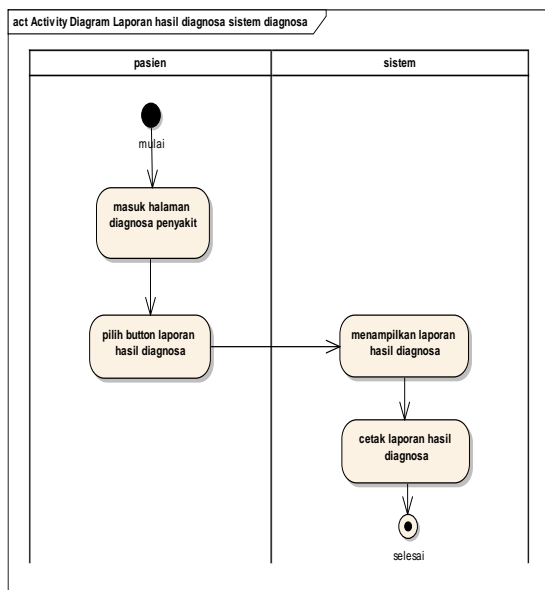 act Activity Diagram Laporan hasil diagnosa sistem diagnosa
pasien
sistem
mulai
masuk halaman
diagnosa penyakit
pilih button laporan
hasil diagnosa
menampilkan laporan
hasil diagnosa
cetak laporan hasil
diagnosa
selesai